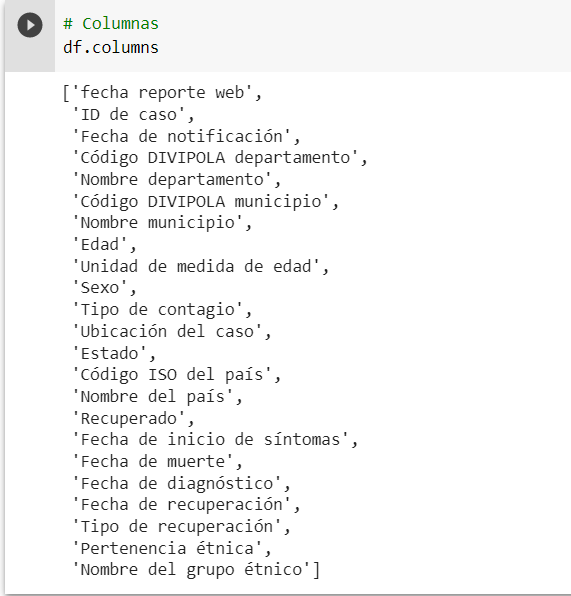 # Columnas
df.columns
['fecha reporte web',
'ID de caso',
'Fecha de notificación',
'Código DIVIPOLA departamento',
'Nombre departamento',
'Código DIVIPOLA municipio',
'Nombre municipio',
'Edad',
'Unidad de medida de edad',
'Sexo',
'Tipo de contagio',
'Ubicación del caso',
'Estado',
'Código ISO del país',
'Nombre del país',
'Recuperado',
'Fecha de inicio de síntomas',
'Fecha de muerte',
'Fecha de diagnóstico',
'Fecha de recuperación',
'Tipo de recuperación',
'Pertenencia étnica',
'Nombre del grupo étnico']